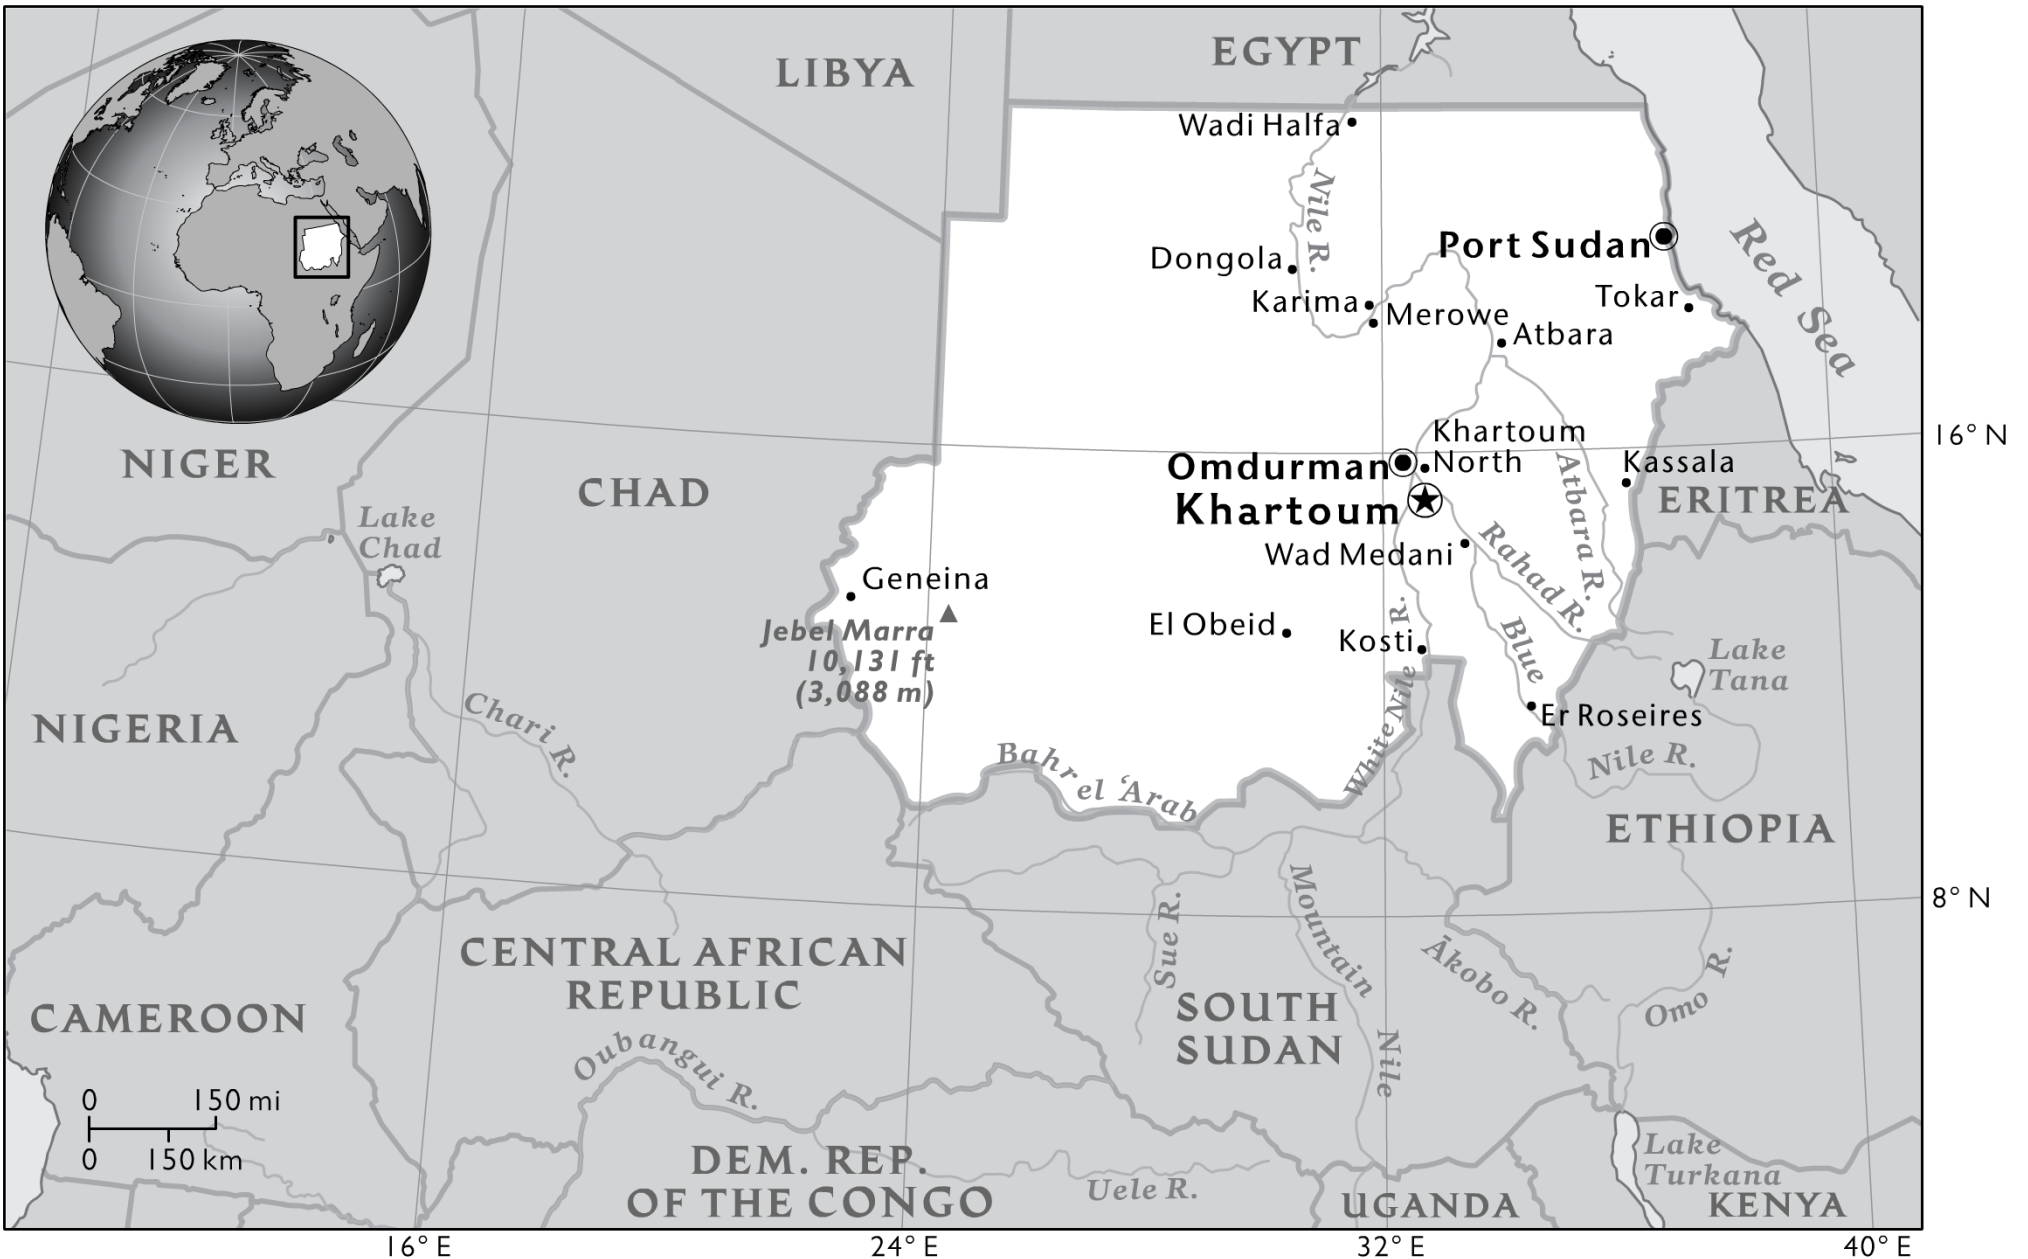 LIBYA
EGYPT
Wadi Halfa
Nile R.
Port Sudan
Red Sea
Dongola
Karima
Merowe
Tokar
Atbara
NIGER
CHAD
Lake
Chad
Khartoum
North
Omdurman
Khartoum
Kassala
ERITREA
16° N
Atbara R.
Rahad R.
Wad Medani
Geneina
Jebel Marra
10,131 ft
(3,088 m)
El Obeid
Kosti
White Nile R.
Blue
Nile R.
Er Roseires
Lake
Tana
NIGERIA
Chari R.
Bahr el ‘Arab
ETHIOPIA
8° N
CENTRAL AFRICAN
REPUBLIC
CAMEROON
Sue R.
Mountain
Nile
Ākobo R.
Omo R.
SOUTH
SUDAN
Oubangui R.
0 150 mi
0 150 km
DEM. REP.
OF THE CONGO
Uele R.
UGANDA
Lake
Turkana
KENYA
16° E
24° E
32° E
40° E